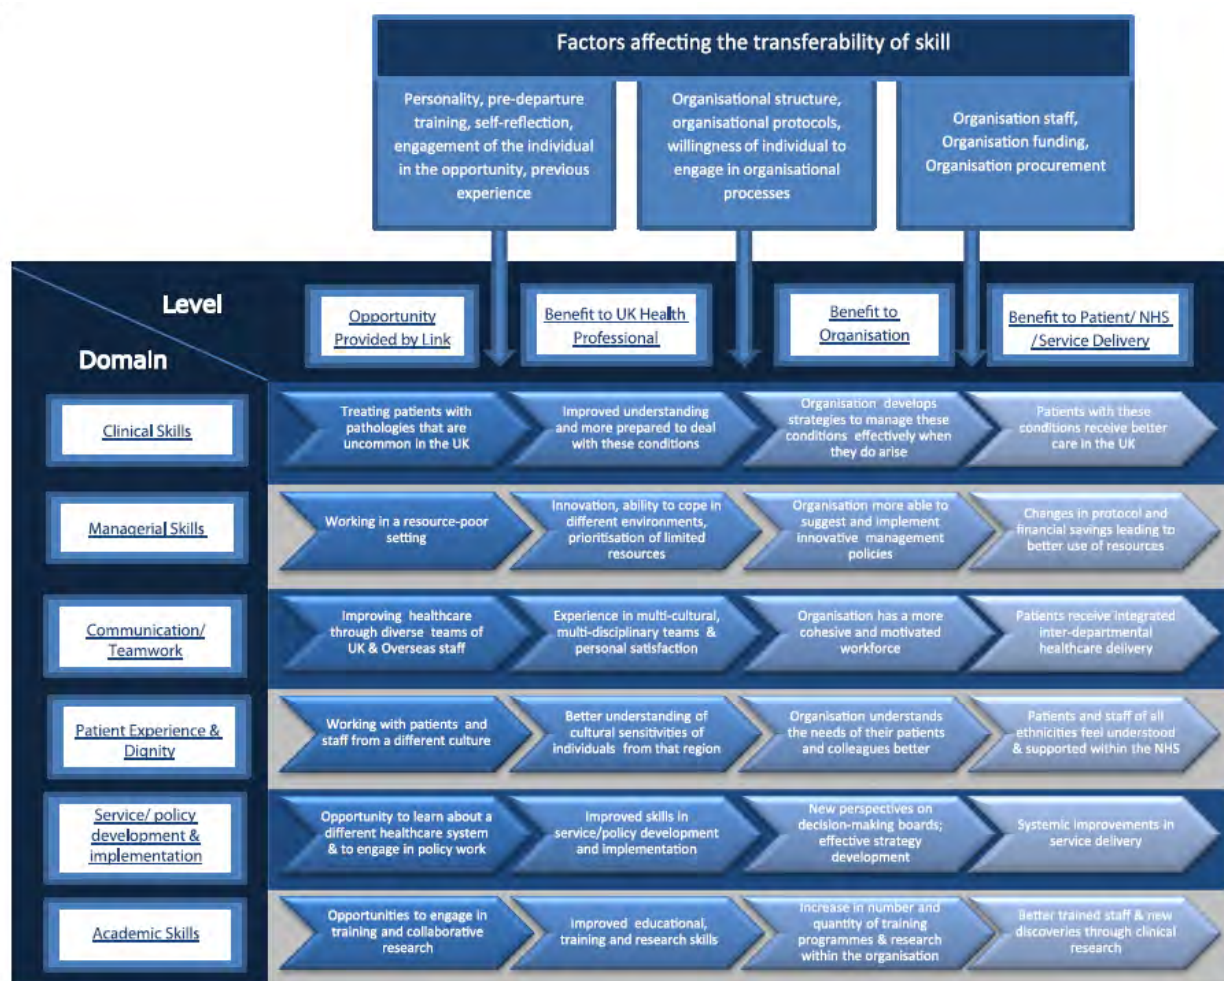 Factors affecting the transferability of skill
Personality, pre-departure
training, self-reflection,
engagement of the individual
in the opportunity, previous
experience
Organisational structure,
organisational protocols,
willingness of individual to
engage in organisational
processes
Organisation staff,
Organisation funding,
Organisation procurement
Level
Domain
Opportunity
Provided by Link
Benefit to UK Health
Professional
Benefit to
Organisation
Benefit to Patient/ NHS
/Service Delivery
Clinical Skills
Treating patients with
pathologies that are
uncommon in the UK
Improved understanding
and more prepared to deal
with these conditions
Organisation develops
strategies to manage these
conditions effectively when
they do arise
Patients with these
conditions receive better
care in the UK
Managerial Skills
Working in a resource-poor
setting
Innovation, ability to cope in
different environments,
prioritisation of limited
resources
Organisation more able to
suggest and implement
innovative management
policies
Changes in protocol and
financial savings leading to
better use of resources
Communication/
Teamwork
Improving healthcare
through diverse teams of
UK & Overseas staff
Experience in multi-cultural,
multi-disciplinary teams &
personal satisfaction
Organisation has a more
cohesive and motivated
workforce
Patients receive integrated
inter-departmental
healthcare delivery
Patient Experience &
Dignity
Working with patients and
staff from a different culture
Better understanding of
cultural sensitivities of
individuals from that region
Organisation understands
the needs of their patients
and colleagues better
Patients and staff of all
ethnicities feel understood
& supported within the NHS
Service/ policy
development &
implementation
Opportunity to learn about a
different healthcare system
& to engage in policy work
Improved skills in
service/policy development
and implementation
New perspectives on
decision-making boards;
effective strategy
development
Systemic improvements in
service delivery
Academic Skills
Opportunities to engage in
training and collaborative
research
Improved educational,
training and research skills
Increase in number and
quantity of training
programmes & research
within the organisation
Better trained staff & new
discoveries through clinical
research